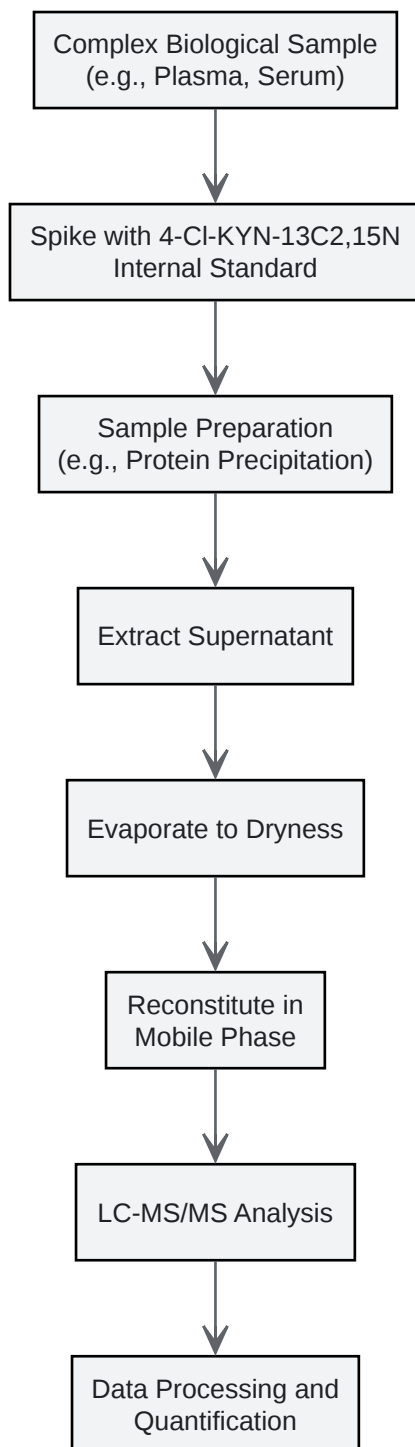 Complex Biological Sample
(e.g., Plasma, Serum)
Spike with 4-Cl-KYN-13C2,15N
Internal Standard
Sample Preparation
(e.g., Protein Precipitation)
Extract Supernatant
Evaporate to Dryness
Reconstitute in
Mobile Phase
LC-MS/MS Analysis
Data Processing and
Quantification